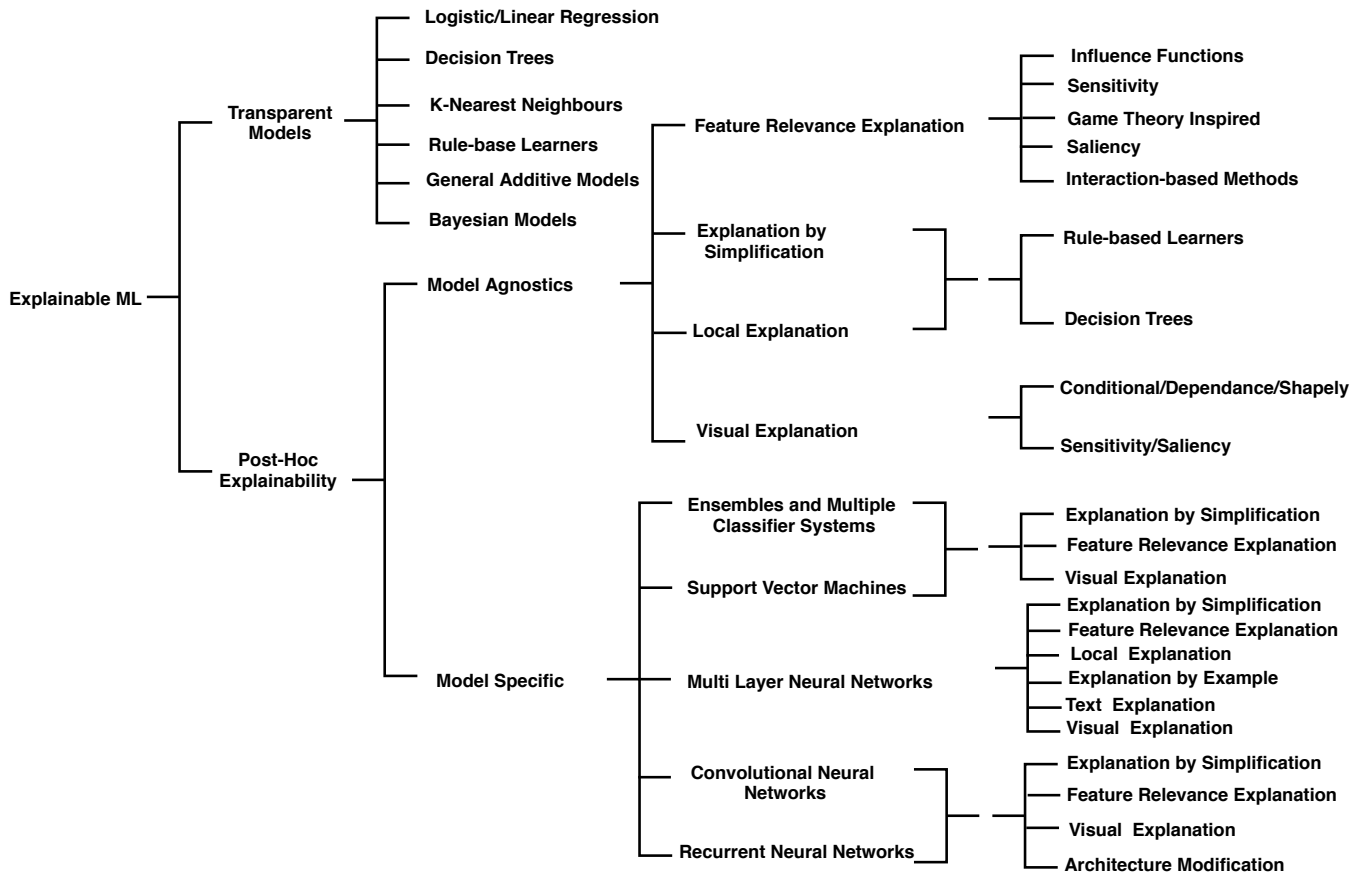 Explainable ML
Transparent
Models
Logistic/Linear Regression
Decision Trees
K-Nearest Neighbours
Rule-base Learners
General Additive Models
Bayesian Models
Post-Hoc
Explainability
Model Agnostics
Feature Relevance Explanation
Influence Functions
Sensitivity
Game Theory Inspired
Saliency
Interaction-based Methods
Explanation by
Simplification
Local Explanation
Rule-based Learners
Decision Trees
Visual Explanation
Conditional/Dependance/Shapely
Sensitivity/Saliency
Model Specific
Ensembles and Multiple
Classifier Systems
Support Vector Machines
Explanation by Simplification
Feature Relevance Explanation
Visual Explanation
Multi Layer Neural Networks
Explanation by Simplification
Feature Relevance Explanation
Local Explanation
Explanation by Example
Text Explanation
Visual Explanation
Convolutional Neural
Networks
Recurrent Neural Networks
Explanation by Simplification
Feature Relevance Explanation
Visual Explanation
Architecture Modification